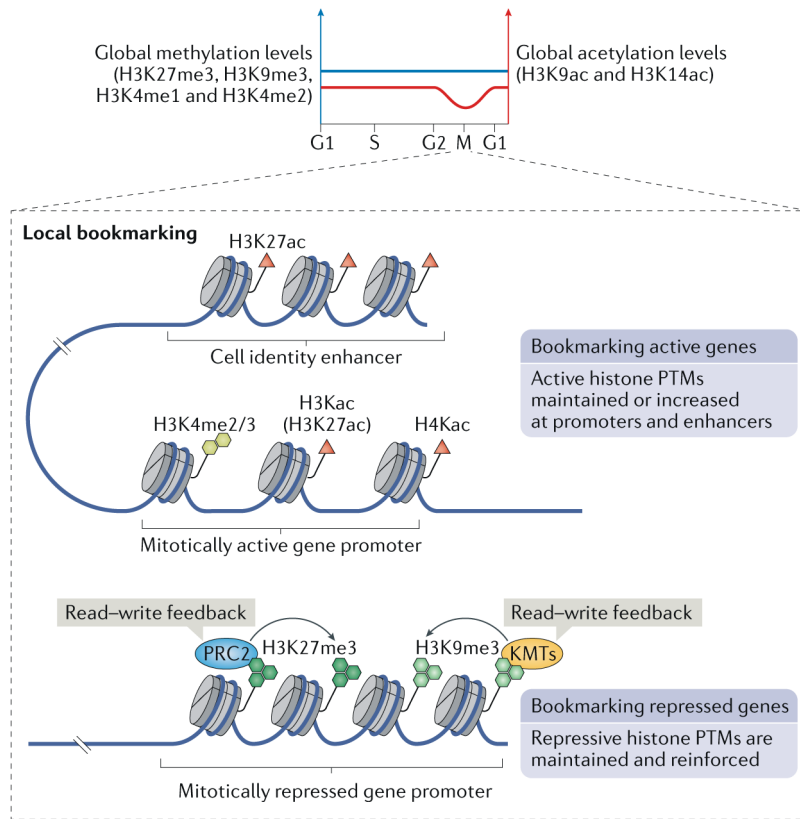 Global methylation levels
(H3K27me3, H3K9me3,
H3K4me1 and H3K4me2)
Global acetylation levels
(H3K9ac and H3K14ac)
G1 S G2 M G1
Local bookmarking
H3K27ac
Cell identity enhancer
Bookmarking active genes
Active histone PTMs
maintained or increased
at promoters and enhancers
H3K4me2/3
H3Kac
(H3K27ac)
H4Kac
Mitotically active gene promoter
Read–write feedback
Read–write feedback
PRC2
H3K27me3
H3K9me3
KMTs
Bookmarking repressed genes
Repressive histone PTMs are
maintained and reinforced
Mitotically repressed gene promoter